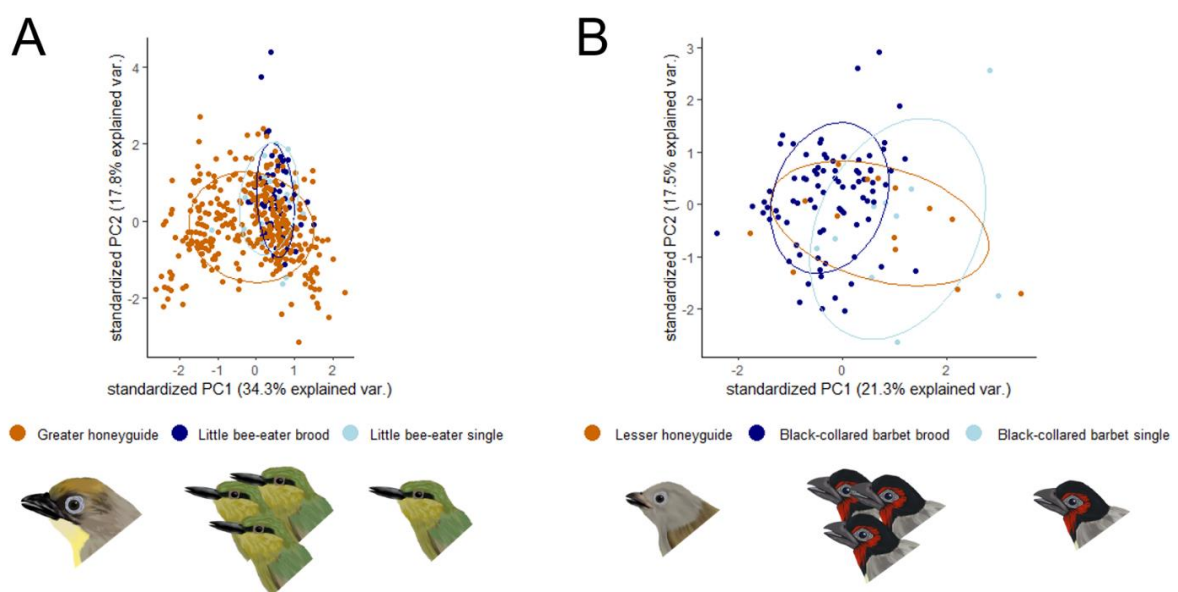 A
standardized PC2 (17.8% explained var.)
4
2
0
-2
-2
-1
0
1
2
standardized PC1 (34.3% explained var.)
Greater honeyguide
Little bee-eater brood
Little bee-eater single
B
standardized PC2 (17.5% explained var.)
3
2
1
0
-1
-2
-2
0
2
standardized PC1 (21.3% explained var.)
Lesser honeyguide
Black-collared barbet brood
Black-collared barbet single